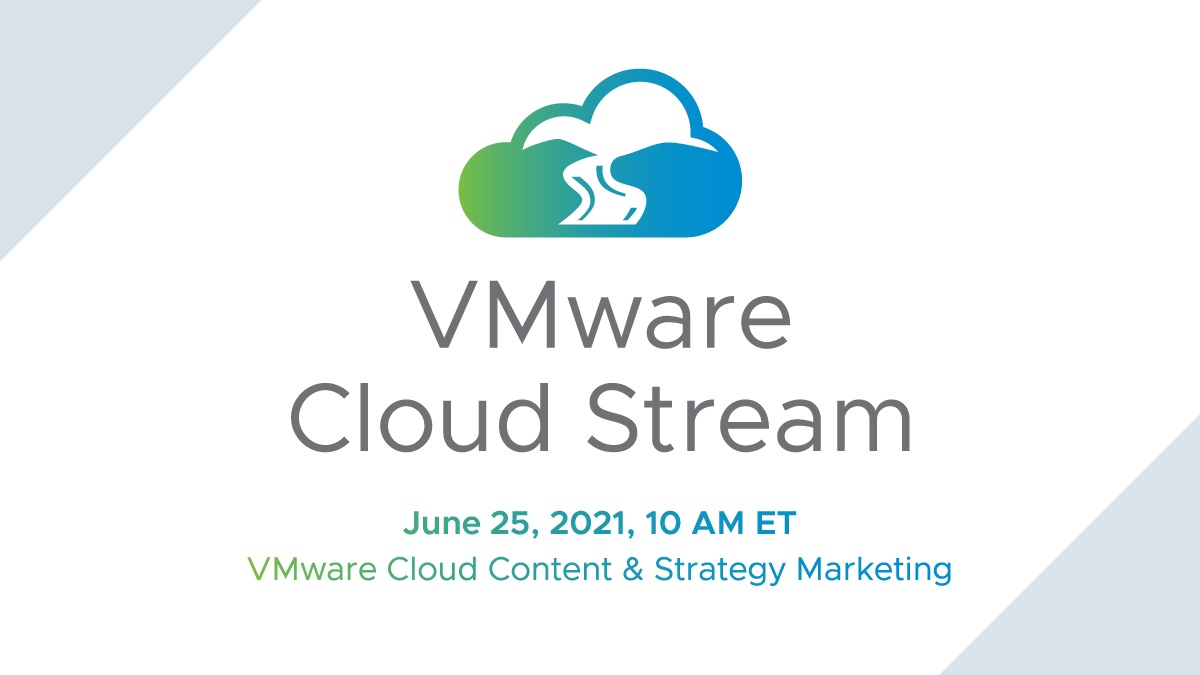 VMware
Cloud Stream
June 25, 2021, 10 AM ET
VMware Cloud Content & Strategy Marketing